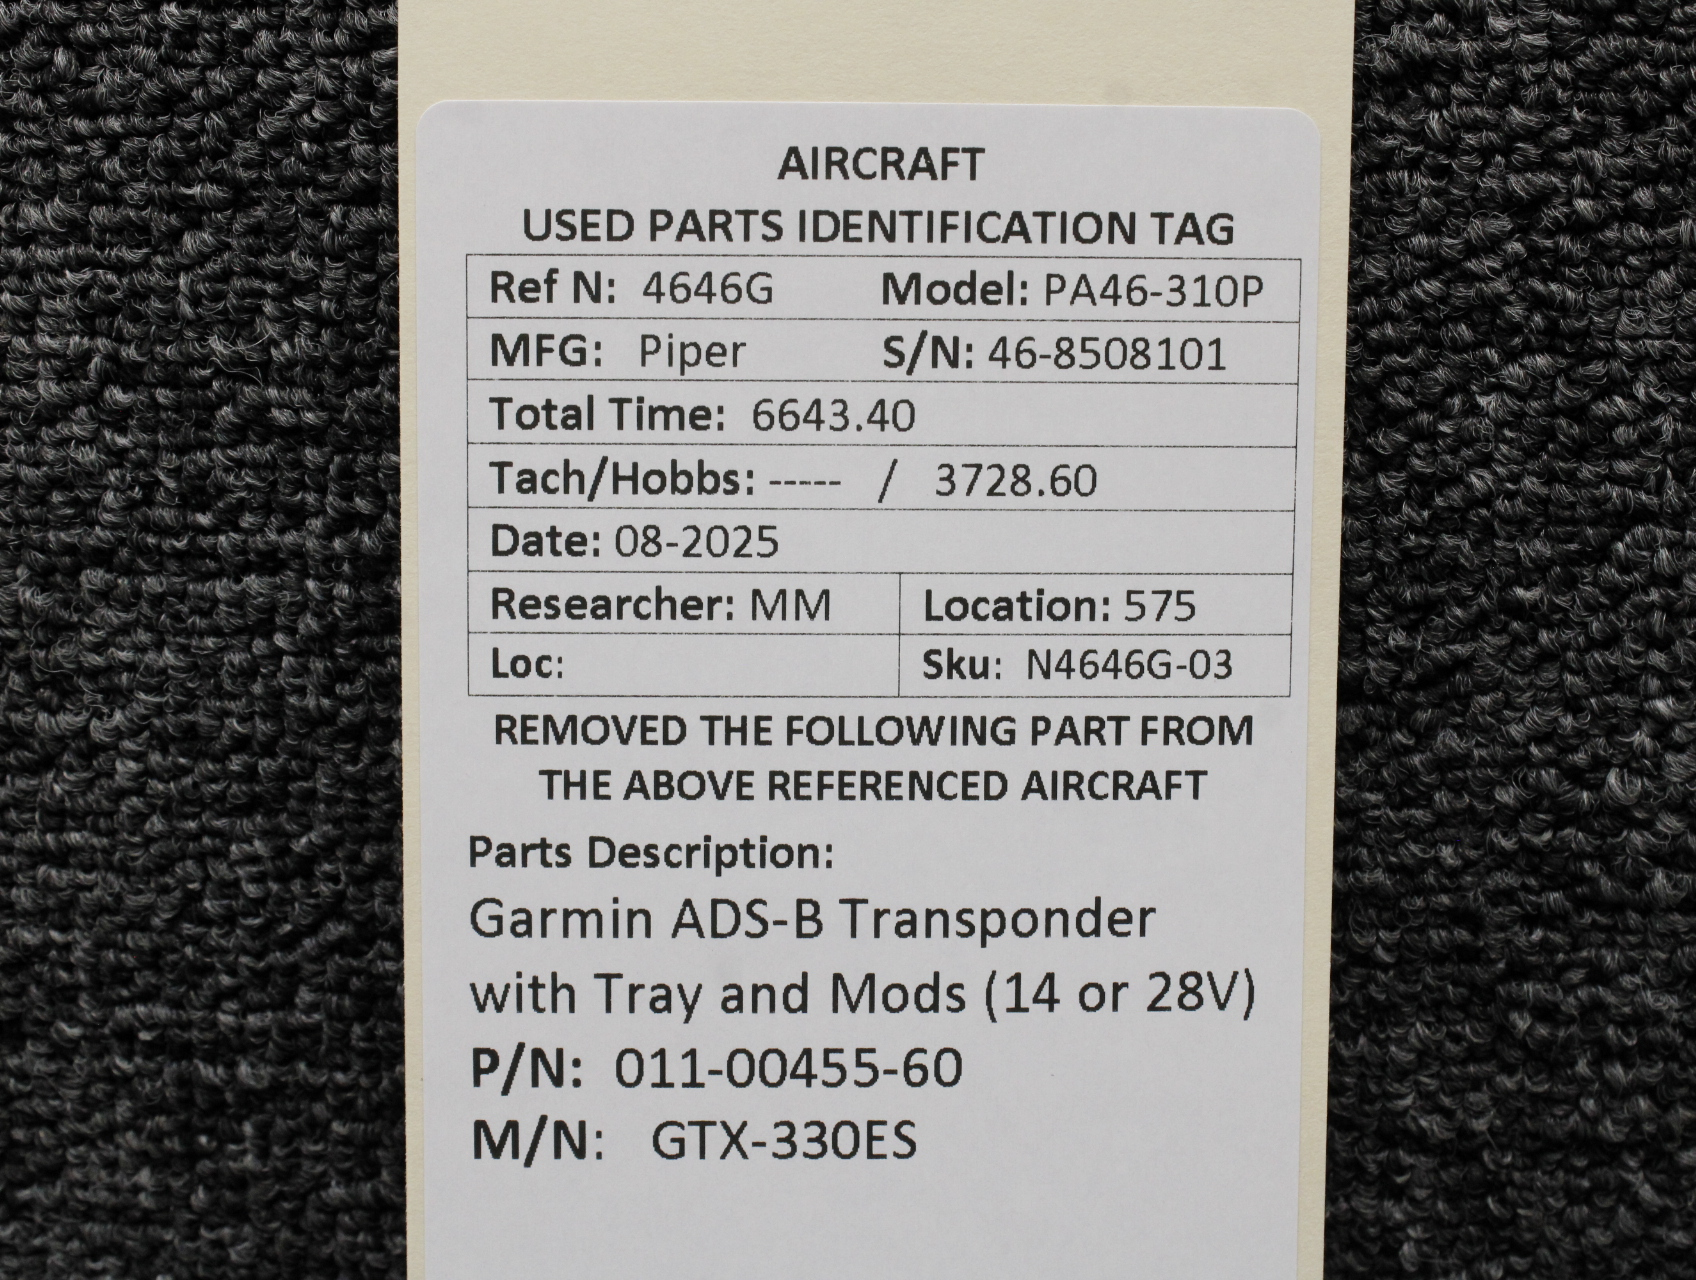 AIRCRAFT
USED PARTS IDENTIFICATION TAG
Ref N: 4646G Model: PA46-310P
MFG: Piper S/N: 46-8508101
Total Time: 6643.40
Tach/Hobbs: ----- / 3728.60
Date: 08-2025
Researcher: MM Location: 575
Loc: Sku: N4646G-03
REMOVED THE FOLLOWING PART FROM
THE ABOVE REFERENCED AIRCRAFT
Parts Description:
Garmin ADS-B Transponder
with Tray and Mods (14 or 28V)
P/N: 011-00455-60
M/N: GTX-330ES